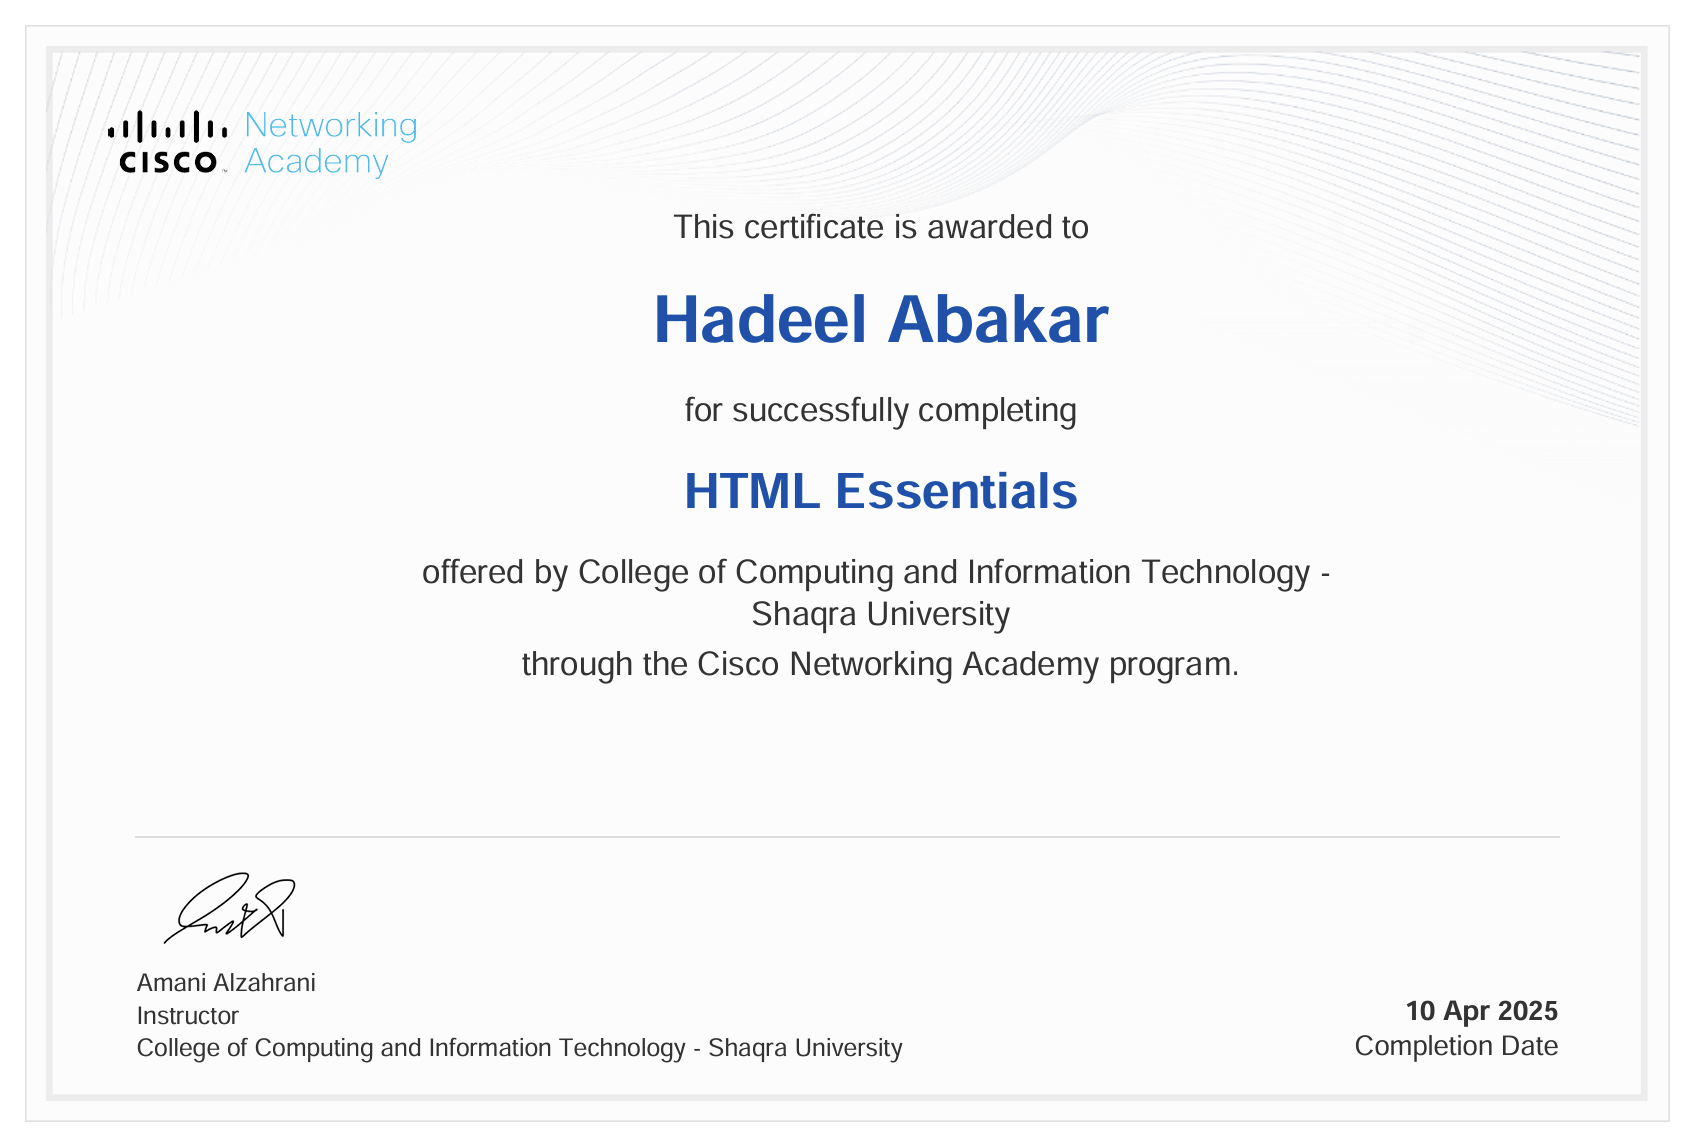 CISCO
Networking
Academy
This certificate is awarded to
Hadeel Abakar
for successfully completing
HTML Essentials
offered by College of Computing and Information Technology -
Shaqra University
through the Cisco Networking Academy program.
Amani Alzahrani
Instructor
College of Computing and Information Technology - Shaqra University
10 Apr 2025
Completion Date